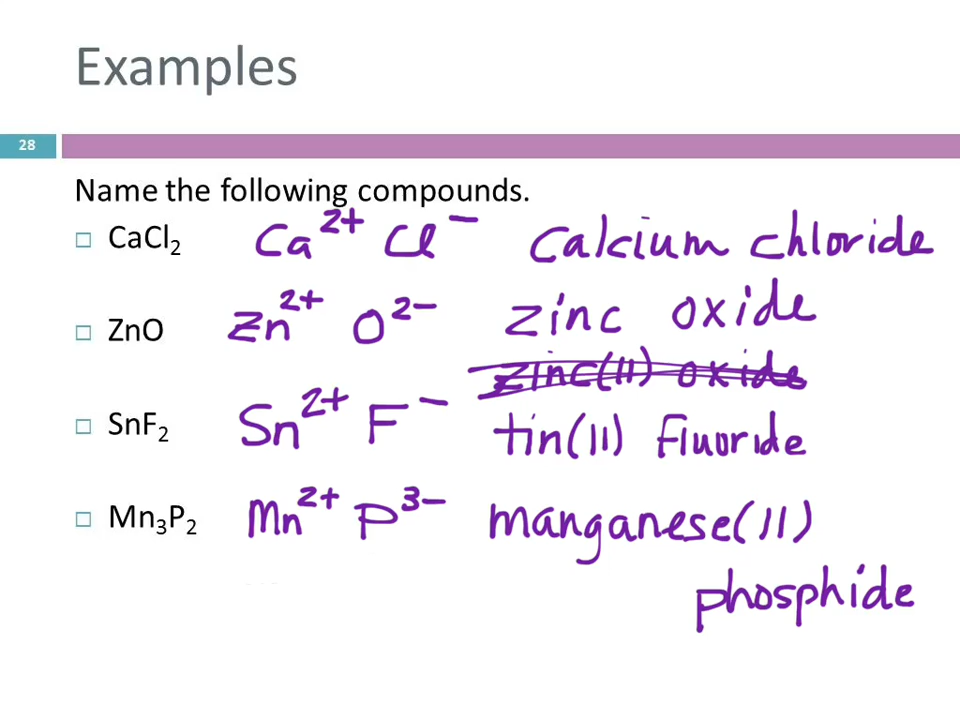 Examples
28
Name the following compounds.
CaCl₂ Ca²⁺ Cl⁻ calcium chloride
ZnO Zn²⁺ O²⁻ zinc oxide
zinc(II) oxide
SnF₂ Sn²⁺ F⁻ tin(II) Fluoride
Mn₃P₂ Mn²⁺ P³⁻ manganese(II)
phosphide